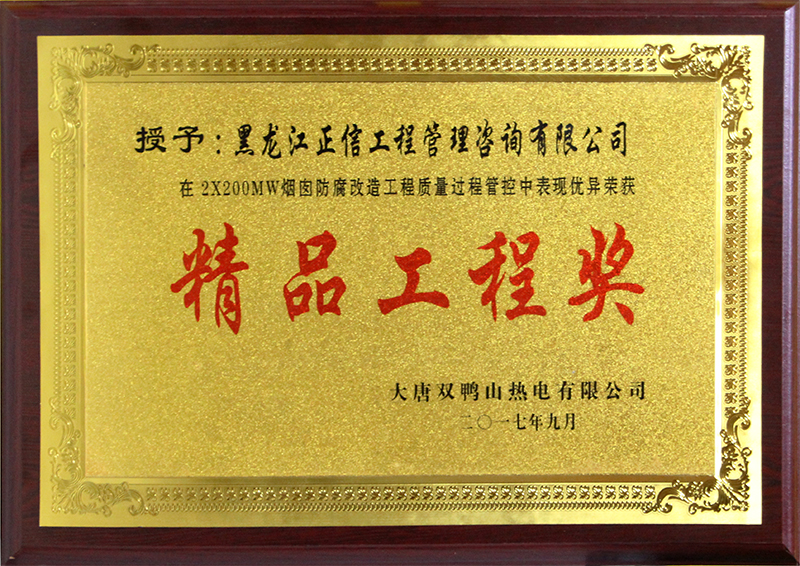 授予：黑龙江正信工程管理咨询有限公司
在2X200MW烟囱防腐改造工程质量过程管控中表现优异荣获
精品工程奖
大唐双鸭山热电有限公司
二〇一七年九月